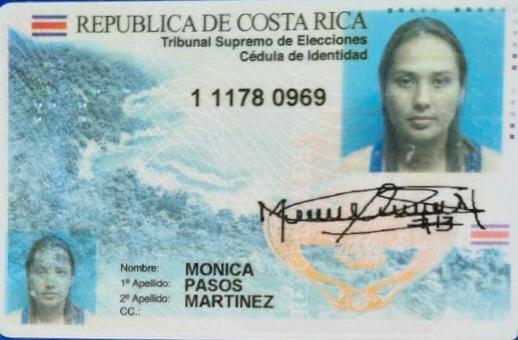 REPUBLICA DE COSTA RICA
Tribunal Supremo de Elecciones
Cédula de Identidad
1 1178 0969
Nombre: MONICA
1º Apellido: PASOS
2º Apellido: MARTINEZ
CC.: